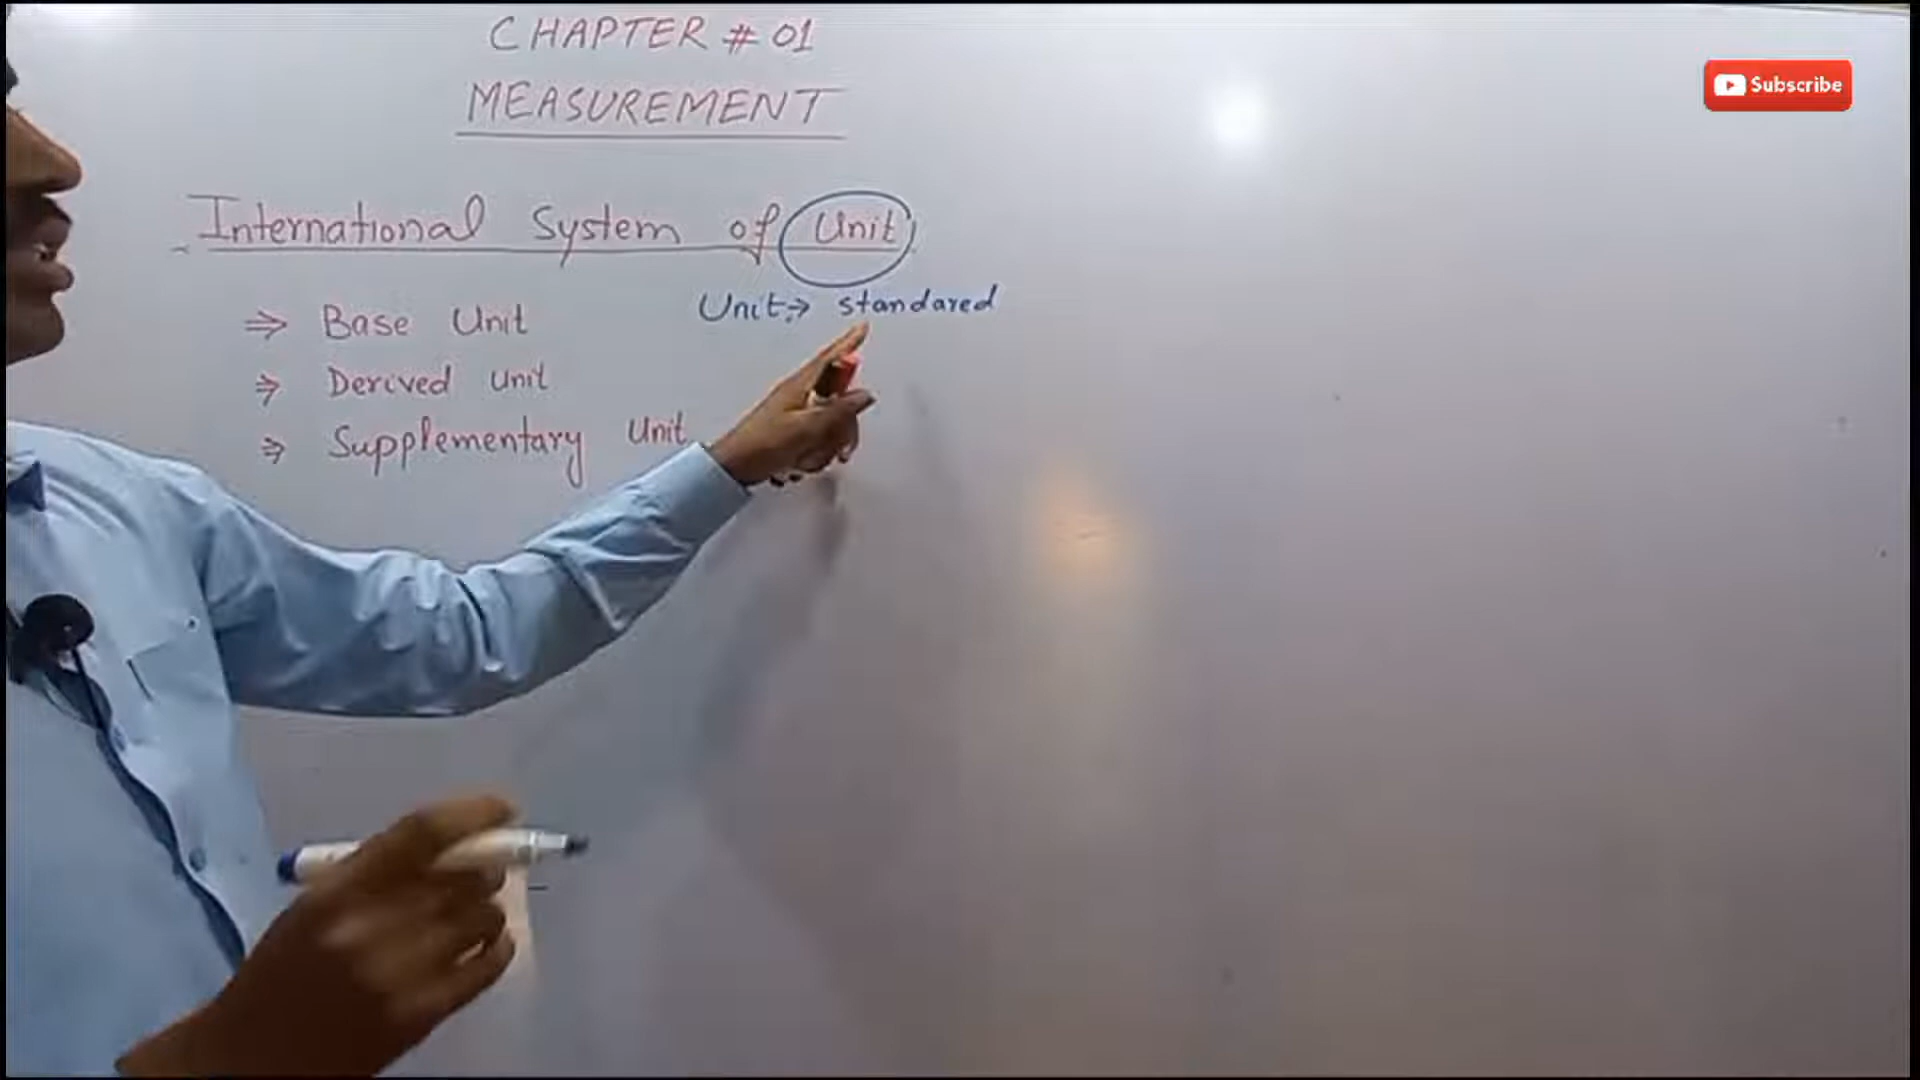 CHAPTER # 01
MEASUREMENT
Subscribe
International System of Unit
Unit:→ standared
⇒ Base Unit
⇒ Derived Unit
⇒ Supplementary Unit